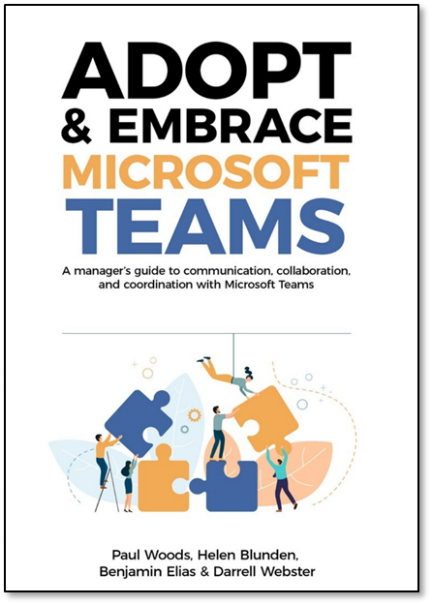 ADOPT
& EMBRACE
MICROSOFT
TEAMS
A manager's guide to communication, collaboration,
and coordination with Microsoft Teams
Paul Woods, Helen Blunden,
Benjamin Elias & Darrell Webster